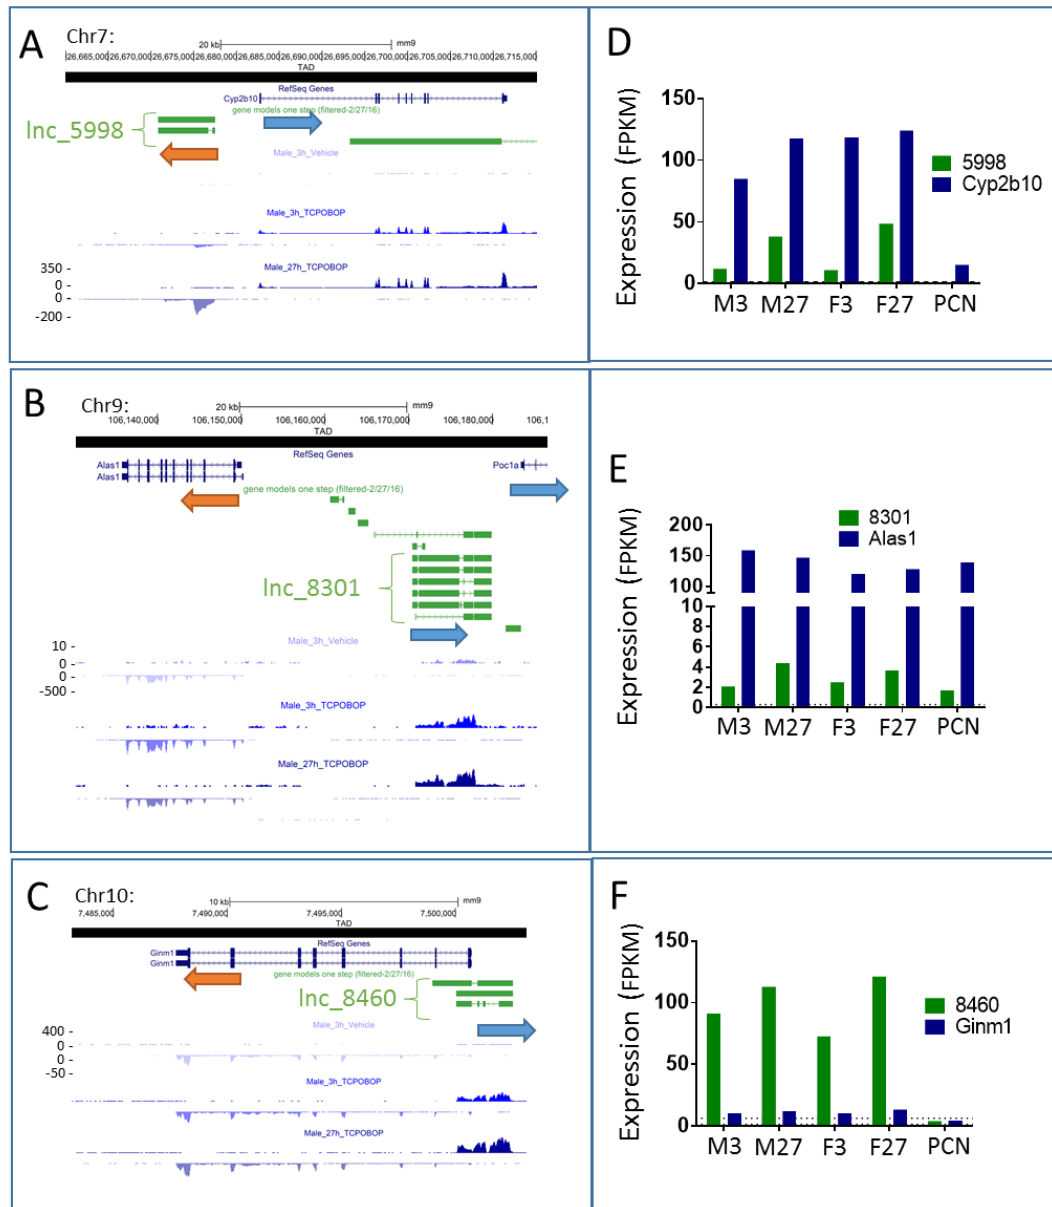 A
Chr7:
20 kb
mm9
26,665,000
26,670,000
26,675,000
26,680,000
26,685,000
26,690,000
26,695,000
26,700,000
26,705,000
26,710,000
26,715,000
TAD
RefSeq Genes
Cyp2b10
gene models one step (filtered-2/27/16)
lnc_5998
Male_3h_Vehicle
Male_3h_TCPOBOP
Male_27h_TCPOBOP
350 -
0 -
0 -
-200 -
D
Expression (FPKM)
150
100
50
0
5998
Cyp2b10
M3 M27 F3 F27 PCN
B
Chr9:
20 kb
mm9
106,140,000
106,150,000
106,160,000
106,170,000
106,180,000
106,1
TAD
RefSeq Genes
Alas1
Alas1
Poc1a
gene models one step (filtered-2/27/16)
lnc_8301
Male_3h_Vehicle
10 -
0 -
0 -
-500 -
Male_3h_TCPOBOP
Male_27h_TCPOBOP
E
Expression (FPKM)
8301
Alas1
200
150
100
10
8
6
4
2
0
M3 M27 F3 F27 PCN
C
Chr10:
10 kb
mm9
7,485,000
7,490,000
7,495,000
7,500,000
TAD
RefSeq Genes
Ginm1
Ginm1
gene models one step (filtered-2/27/16)
lnc_8460
Male_3h_Vehicle
400 -
0 -
0 -
-50 -
Male_3h_TCPOBOP
Male_27h_TCPOBOP
F
Expression (FPKM)
150
100
50
0
8460
Ginm1
M3 M27 F3 F27 PCN